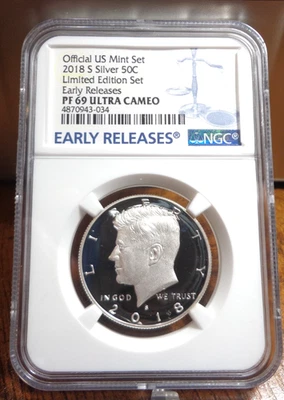 Official US Mint Set
2018 S Silver 50C
Limited Edition Set
Early Releases
PF 69 ULTRA CAMEO
4870943-034
EARLY RELEASES®
NGC
LIBERTY
IN GOD WE TRUST
S
2018